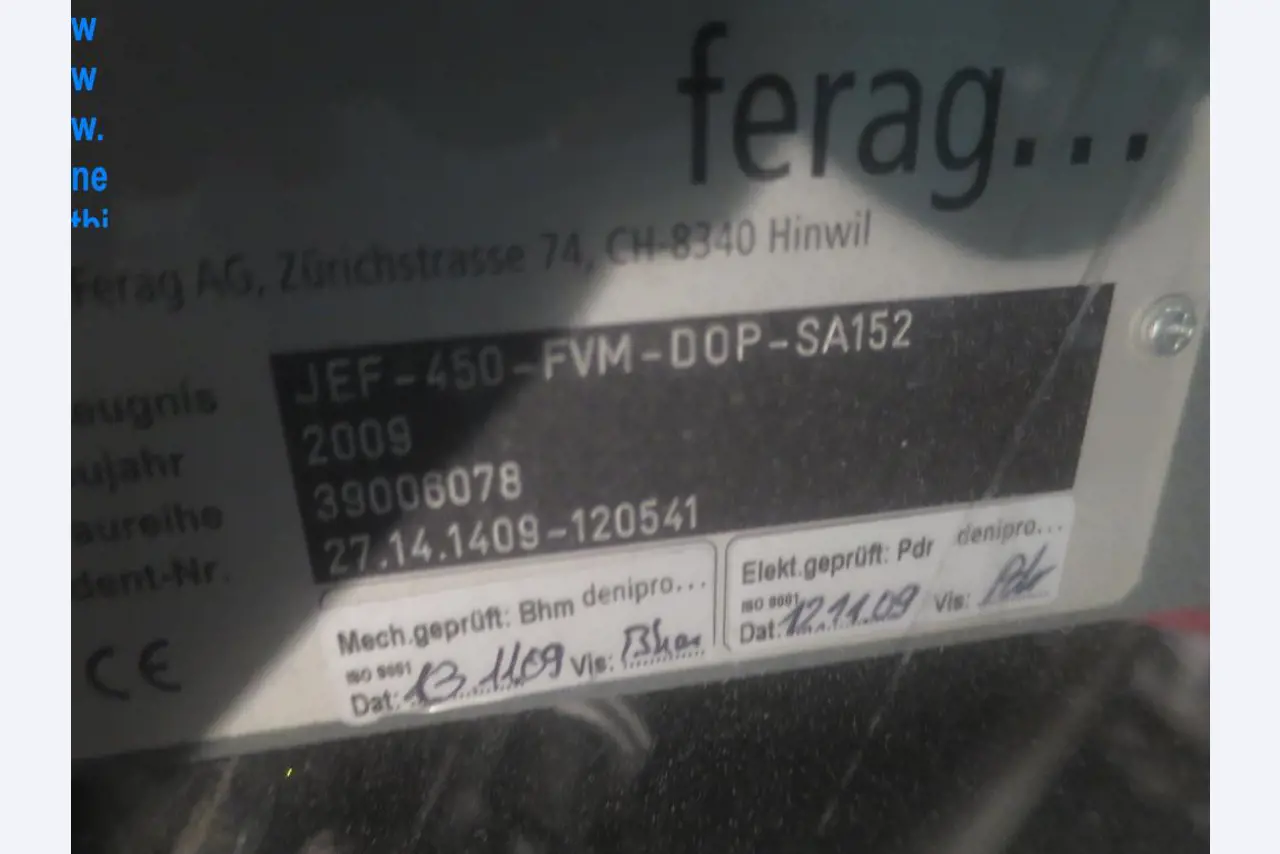 w
w
w.
ne
thi
ferag...
Ferag AG, Zürichstrasse 74, CH-8340 Hinwil
eugnis JEF-450-FVM-DOP-SA152
ujahr 2009
aureihe 39006078
dent-Nr. 27.14.1409-120541
CE
Mech.geprüft: Bhm denipro...
ISO 9001
Dat: 13.11.09 Vis:
Elekt.geprüft: Pdr denipro...
ISO 9001
Dat: 12.11.09 Vis: Pdr